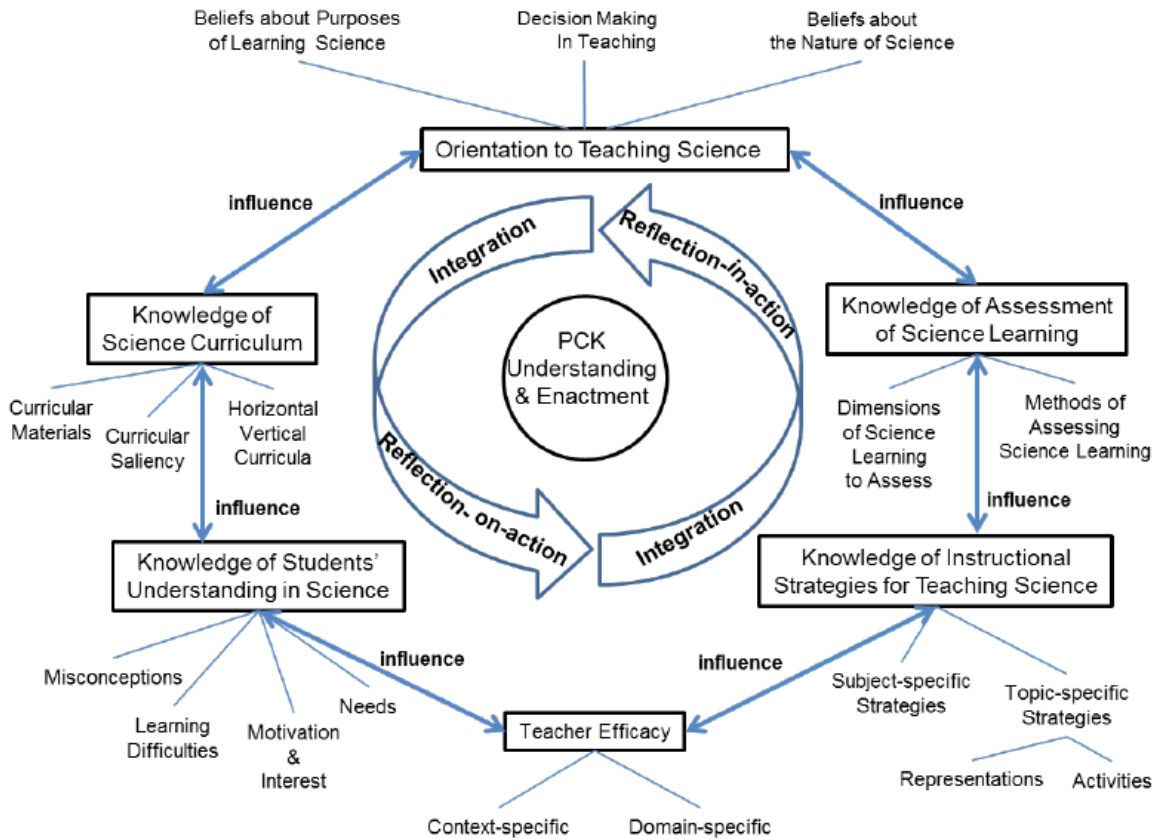 Beliefs about Purposes
of Learning Science
Decision Making
In Teaching
Beliefs about
the Nature of Science
Orientation to Teaching Science
influence
influence
Integration
Reflection-in-action
Knowledge of
Science Curriculum
PCK
Understanding
& Enactment
Knowledge of Assessment
of Science Learning
Curricular
Materials
Curricular
Saliency
Horizontal
Vertical
Curricula
Dimensions
of Science
Learning
to Assess
Methods of
Assessing
Science Learning
influence
influence
Reflection- on-action
Integration
Knowledge of Students’
Understanding in Science
Knowledge of Instructional
Strategies for Teaching Science
Misconceptions
Learning
Difficulties
Motivation
&
Interest
Needs
influence
influence
Subject-specific
Strategies
Topic-specific
Strategies
Teacher Efficacy
Representations
Activities
Context-specific
Domain-specific